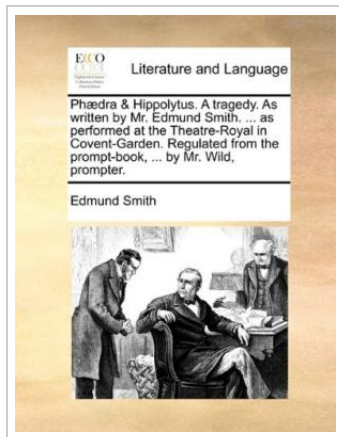 ECCO
Literature and Language
Phædra & Hippolytus. A tragedy. As
written by Mr. Edmund Smith. ... as
performed at the Theatre-Royal in
Covent-Garden. Regulated from the
prompt-book, ... by Mr. Wild,
prompter.
Edmund Smith